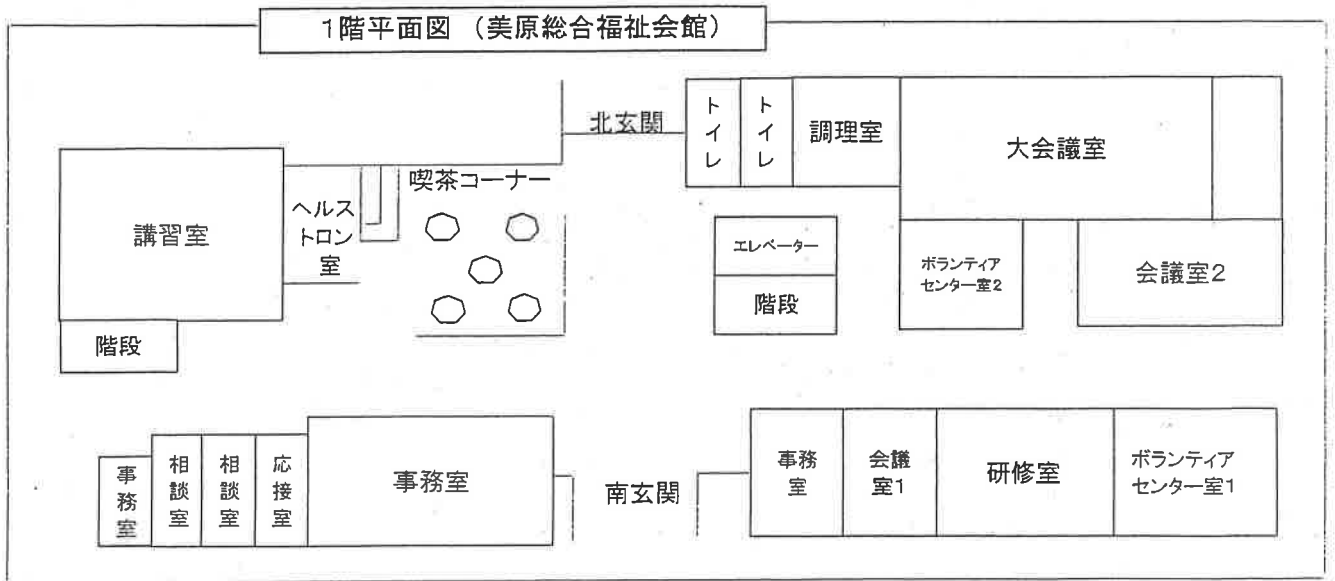 1階平面図 (美原総合福祉会館)
北玄関
トイレ
トイレ
調理室
大会議室
講習室
ヘルス
トロン
室
喫茶コーナー
エレベーター
階段
ボランティア
センター室2
会議室2
階段
事務室
相談室
相談室
応接室
事務室
南玄関
事務
室
会議
室1
研修室
ボランティア
センター室1